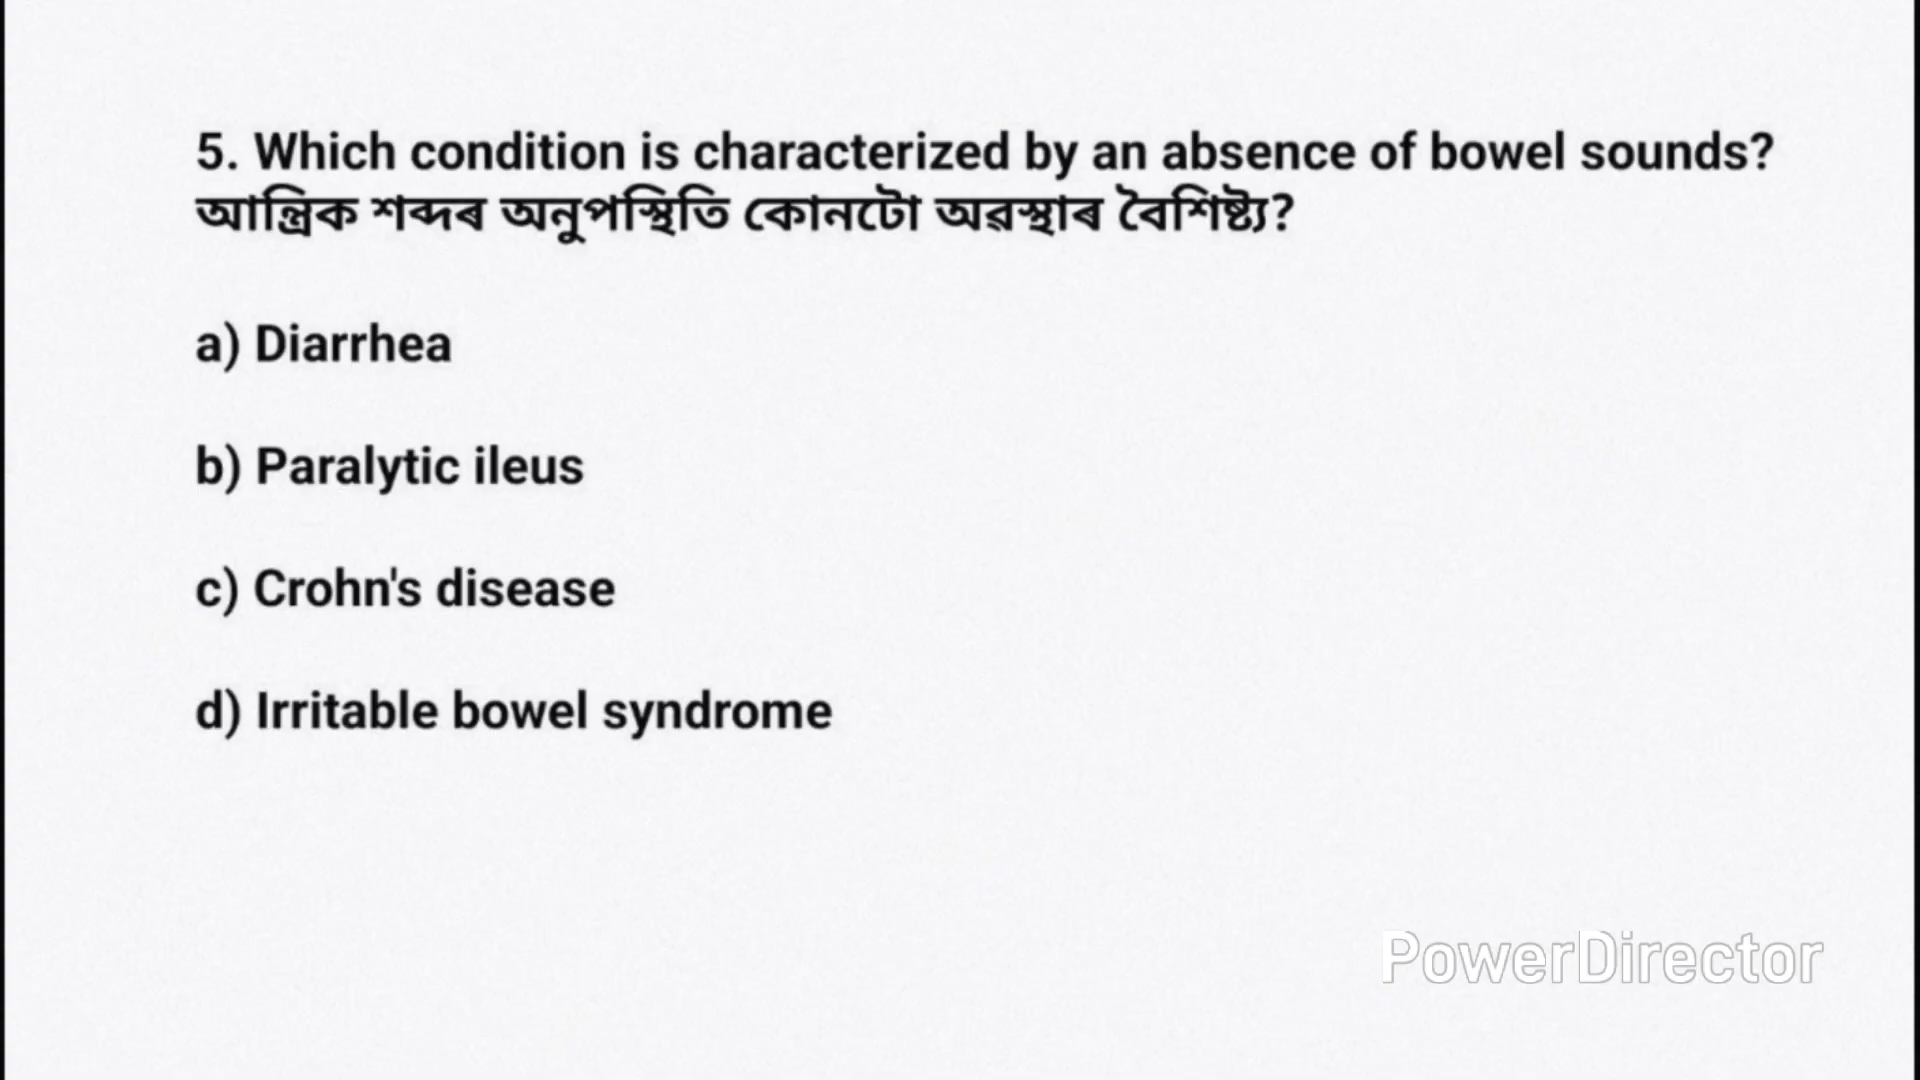 5. Which condition is characterized by an absence of bowel sounds?
আন্ত্ৰিক শব্দৰ অনুপস্থিতি কোনটো অৱস্থাৰ বৈশিষ্ট্য?
a) Diarrhea
b) Paralytic ileus
c) Crohn's disease
d) Irritable bowel syndrome
PowerDirector